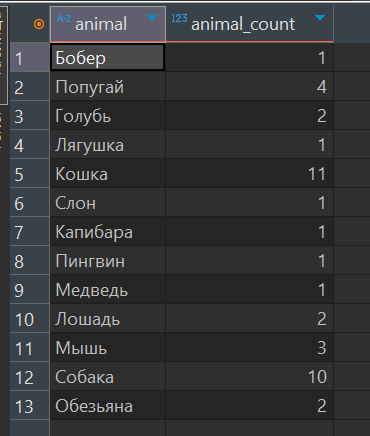 A-Z animal 123 animal_count
1 Бобер 1
2 Попугай 4
3 Голубь 2
4 Лягушка 1
5 Кошка 11
6 Слон 1
7 Капибара 1
8 Пингвин 1
9 Медведь 1
10 Лошадь 2
11 Мышь 3
12 Собака 10
13 Обезьяна 2